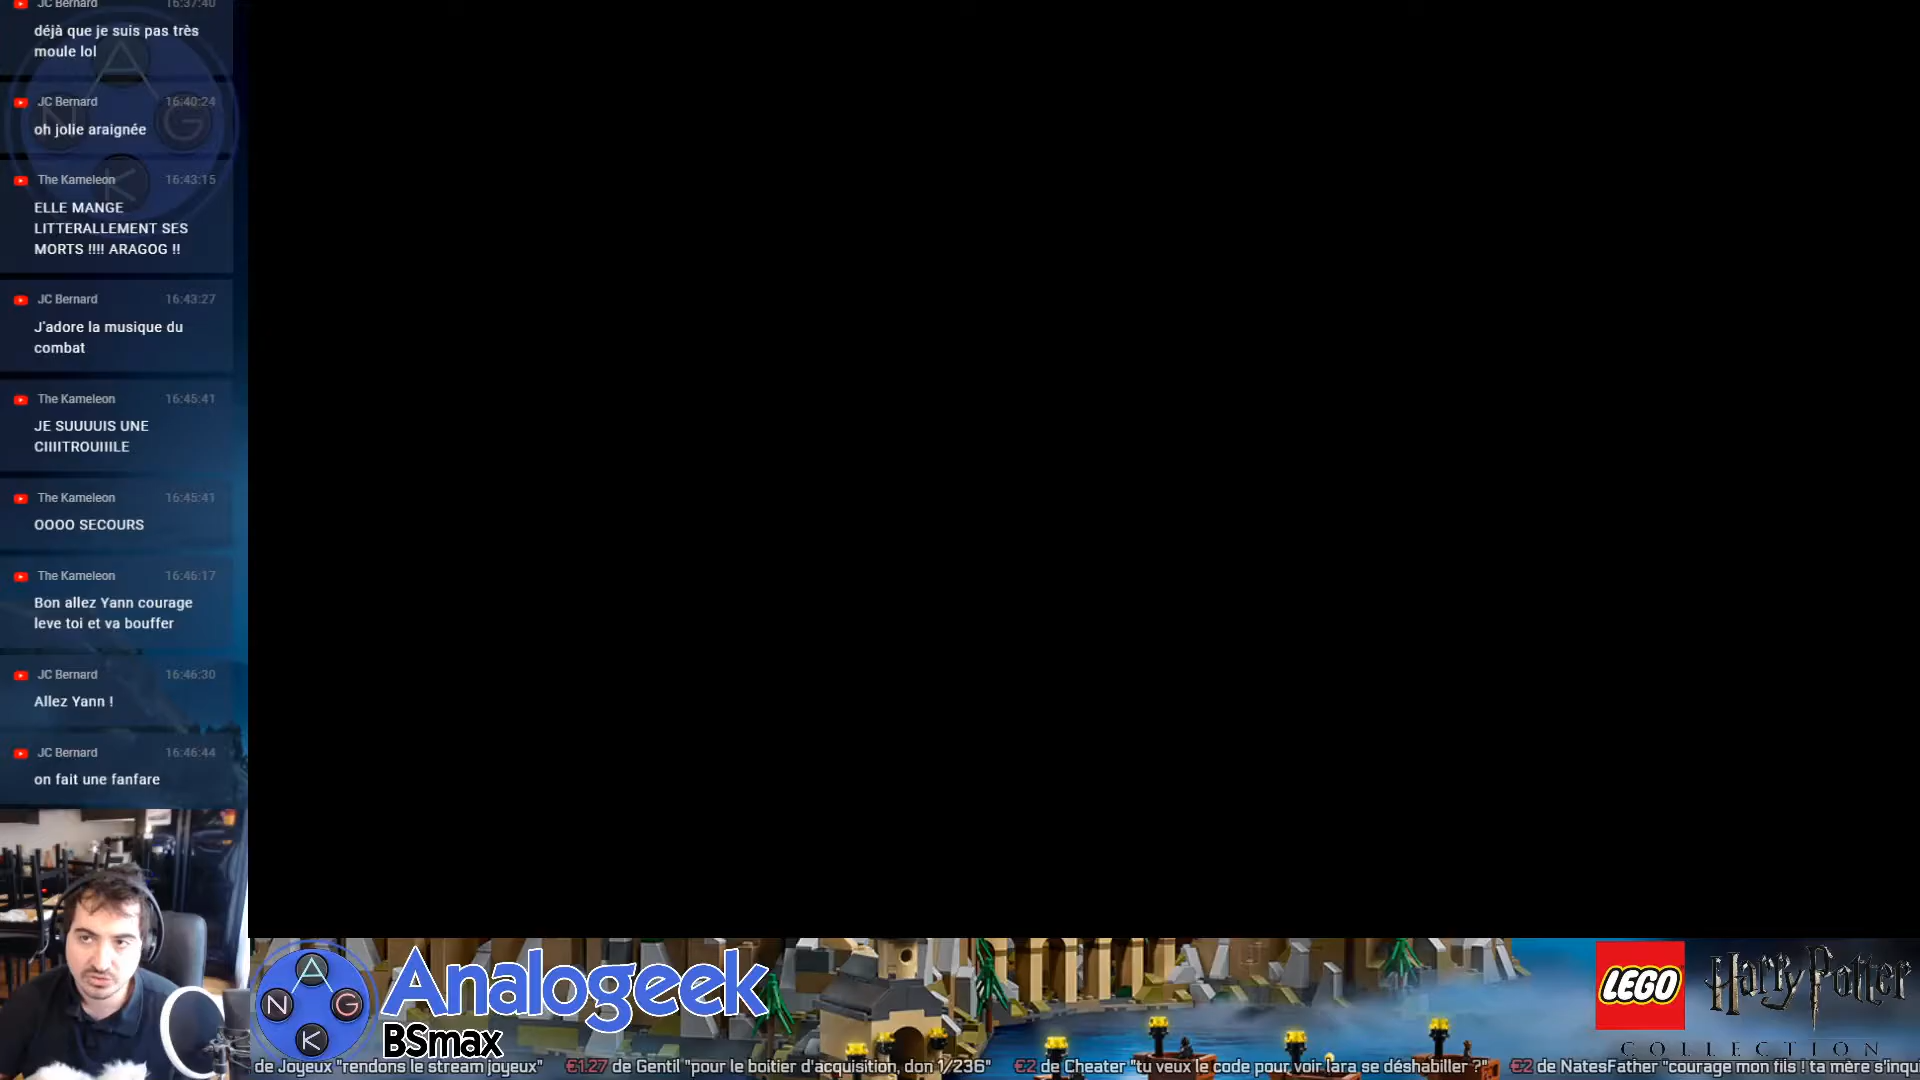 JC Bernard 16:37:40
déjà que je suis pas très
moule lol
JC Bernard 16:40:24
oh jolie araignée
The Kameleon 16:43:15
ELLE MANGE
LITTERALLEMENT SES
MORTS !!!! ARAGOG !!
JC Bernard 16:43:27
J'adore la musique du
combat
The Kameleon 16:45:41
JE SUUUUIS UNE
CIIIITROUIIILE
The Kameleon 16:45:41
OOOO SECOURS
The Kameleon 16:46:17
Bon allez Yann courage
leve toi et va bouffer
JC Bernard 16:46:30
Allez Yann !
JC Bernard 16:46:44
on fait une fanfare
A
N G
K
A
N G
K
Analogeek
BSmax
LEGO
Harry Potter
COLLECTION
de Joyeux "rendons le stream joyeux" €1.27 de Gentil "pour le boitier d'acquisition, don 1/236" €2 de Cheater "tu veux le code pour voir lara se déshabiller ?" €2 de NatesFather "courage mon fils ! ta mère s'inqu